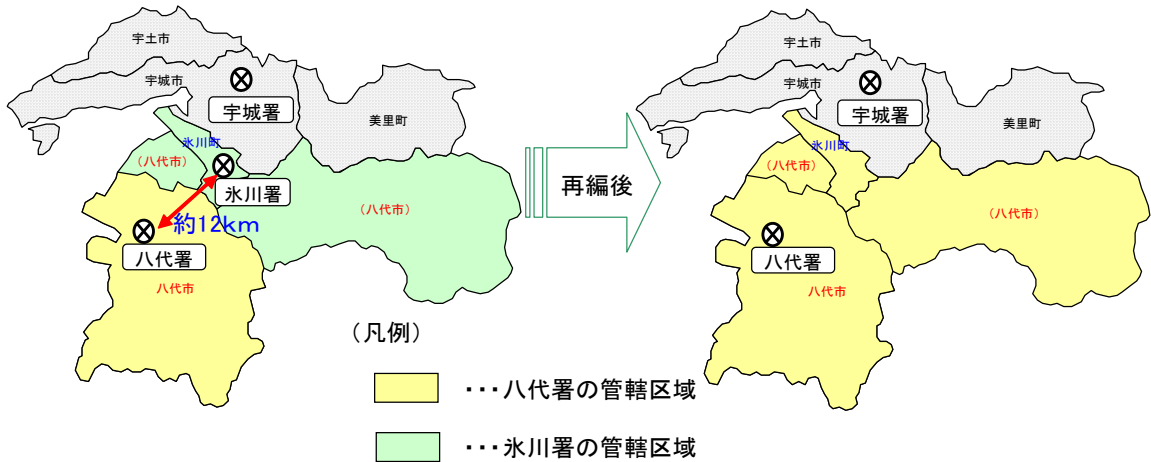 宇土市
宇城市
宇城署
美里町
氷川町
（八代市）
氷川署
（八代市）
約12km
八代署
八代市
再編後
宇土市
宇城市
宇城署
美里町
氷川町
（八代市）
（八代市）
八代署
八代市
（凡例）
・・・八代署の管轄区域
・・・氷川署の管轄区域